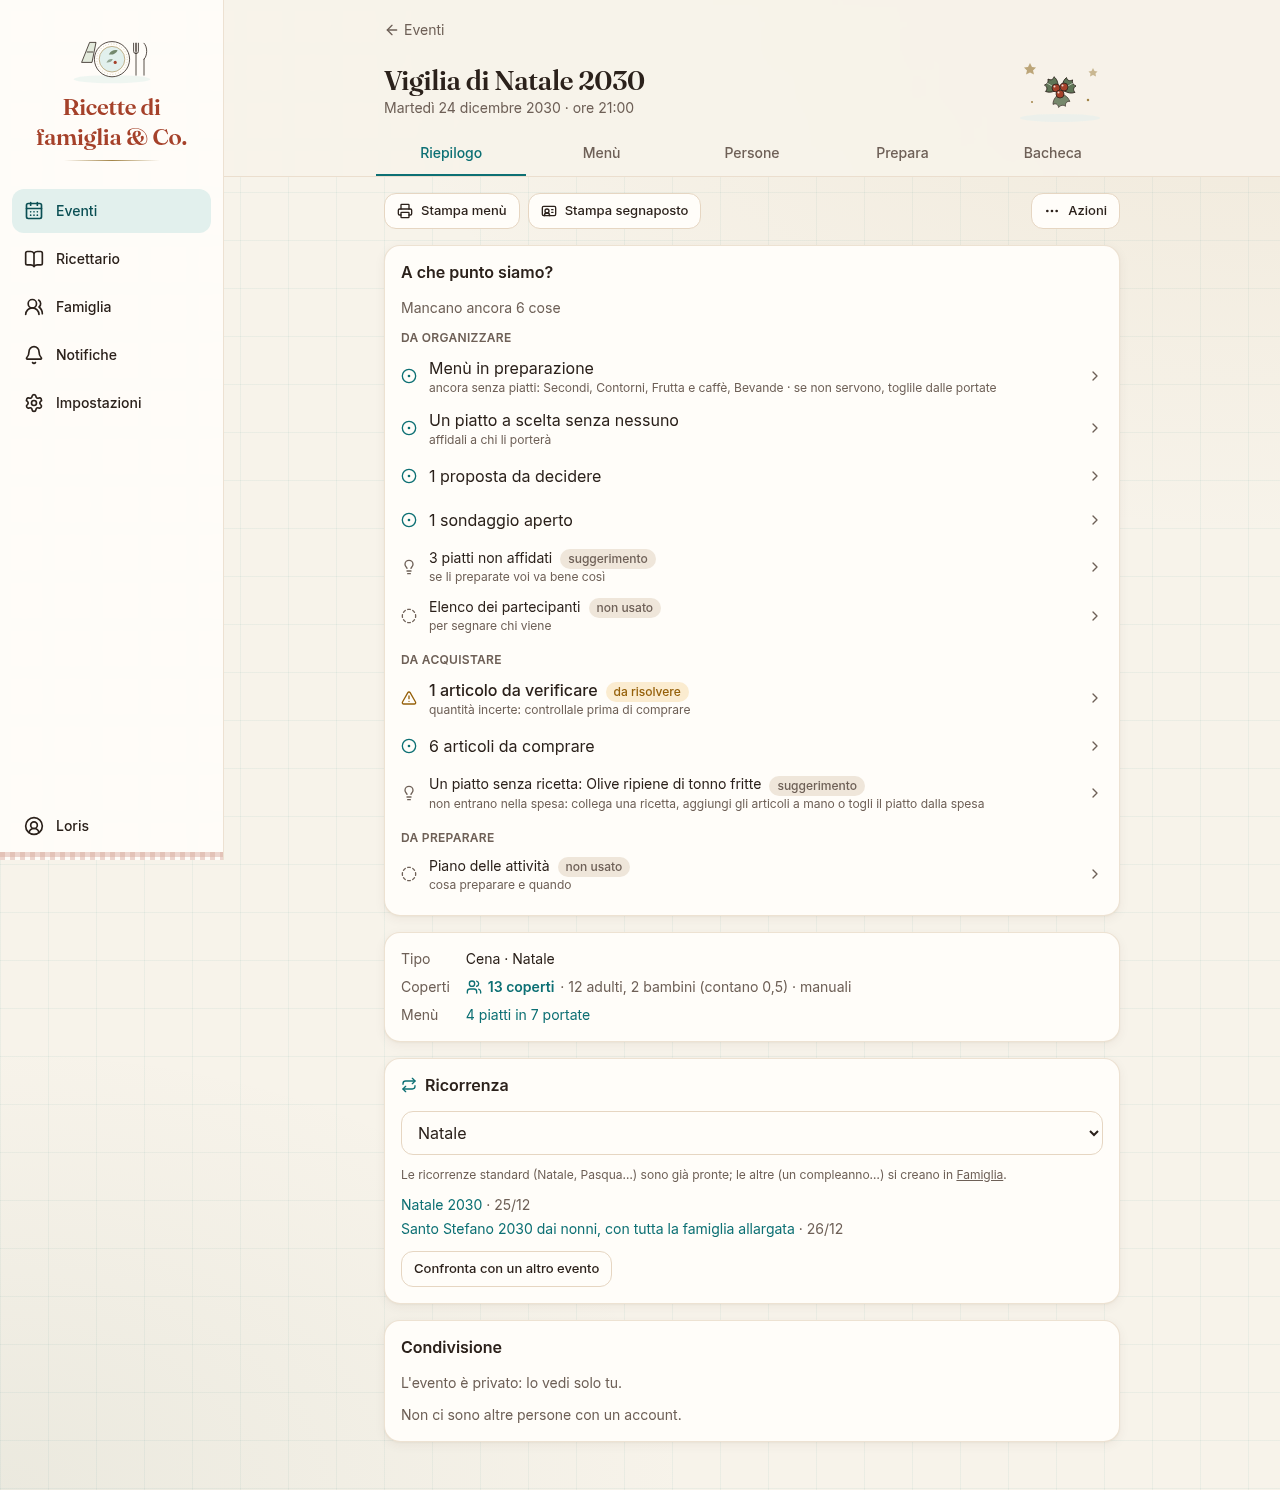 Ricette di
famiglia & Co.
Eventi
Ricettario
Famiglia
Notifiche
Impostazioni
Loris
Eventi
Vigilia di Natale 2030
Martedì 24 dicembre 2030 · ore 21:00
Riepilogo
Menù
Persone
Prepara
Bacheca
Stampa menù
Stampa segnaposto
Azioni
A che punto siamo?
Mancano ancora 6 cose
DA ORGANIZZARE
Menù in preparazione
ancora senza piatti: Secondi, Contorni, Frutta e caffè, Bevande · se non servono, toglile dalle portate
Un piatto a scelta senza nessuno
affidali a chi li porterà
1 proposta da decidere
1 sondaggio aperto
3 piatti non affidati suggerimento
se li preparate voi va bene così
Elenco dei partecipanti non usato
per segnare chi viene
DA ACQUISTARE
1 articolo da verificare da risolvere
quantità incerte: controllale prima di comprare
6 articoli da comprare
Un piatto senza ricetta: Olive ripiene di tonno fritte suggerimento
non entrano nella spesa: collega una ricetta, aggiungi gli articoli a mano o togli il piatto dalla spesa
DA PREPARARE
Piano delle attività non usato
cosa preparare e quando
Tipo Cena · Natale
Coperti 13 coperti · 12 adulti, 2 bambini (contano 0,5) · manuali
Menù 4 piatti in 7 portate
Ricorrenza
Natale
Le ricorrenze standard (Natale, Pasqua…) sono già pronte; le altre (un compleanno…) si creano in Famiglia.
Natale 2030 · 25/12
Santo Stefano 2030 dai nonni, con tutta la famiglia allargata · 26/12
Confronta con un altro evento
Condivisione
L'evento è privato: lo vedi solo tu.
Non ci sono altre persone con un account.